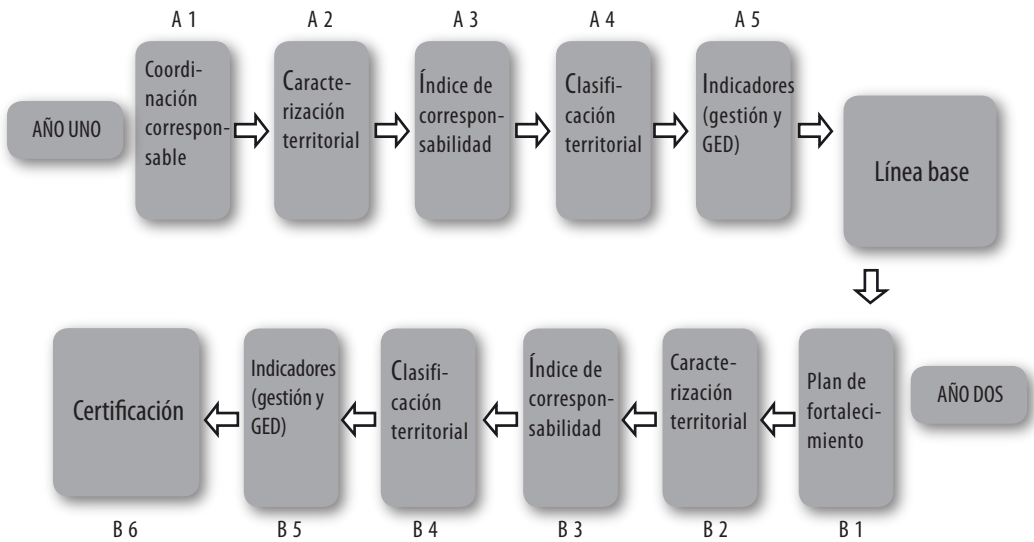 A 1
A 2
A 3
A 4
A 5
AÑO UNO
Coordi-
nación
correspon-
sable
Caracte-
rización
territorial
Índice de
correspon-
sabilidad
Clasifi-
cación
territorial
Indicadores
(gestión y
GED)
Línea base
AÑO DOS
Plan de
fortaleci-
miento
Caracte-
rización
territorial
Índice de
correspon-
sabilidad
Clasifi-
cación
territorial
Indicadores
(gestión y
GED)
Certificación
B 6
B 5
B 4
B 3
B 2
B 1